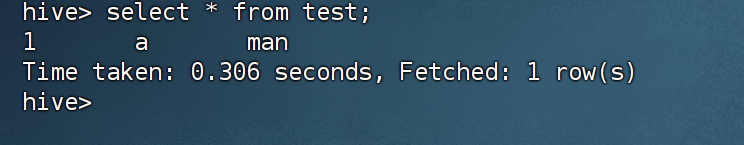 hive> select * from test;
1       a       man
Time taken: 0.306 seconds, Fetched: 1 row(s)
hive>